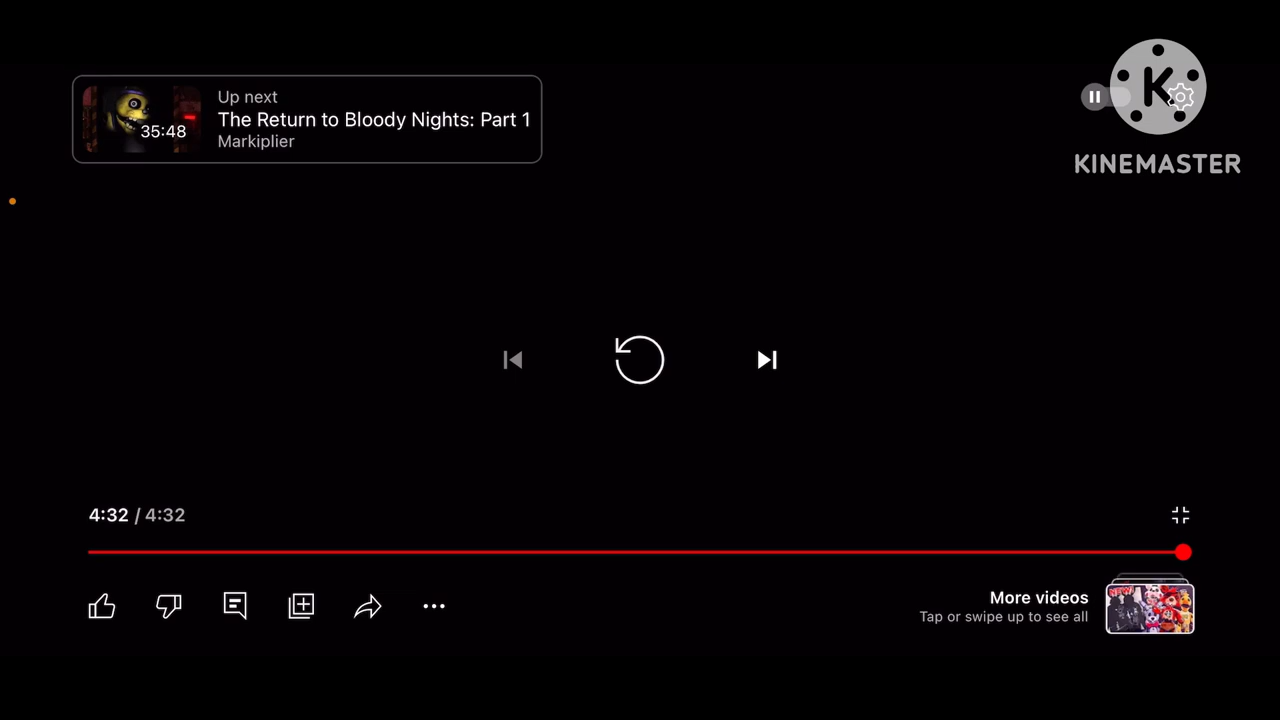 Up next
The Return to Bloody Nights: Part 1
Markiplier
35:48
K
KINEMASTER
4:32 / 4:32
More videos
Tap or swipe up to see all
NEW!